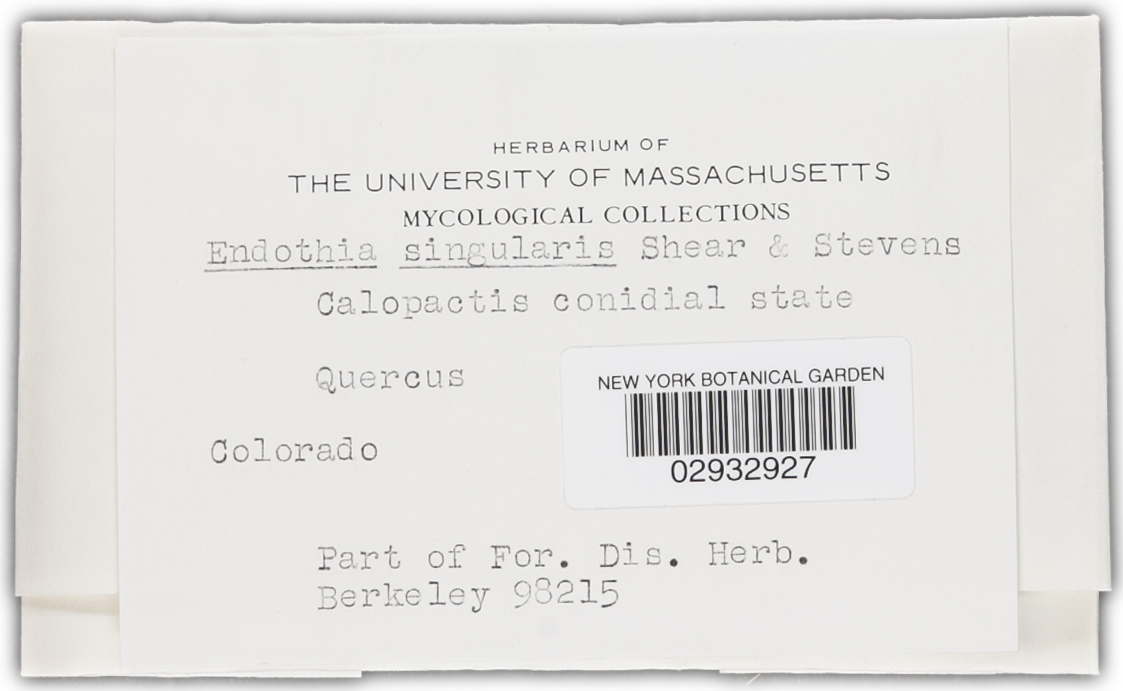 HERBARIUM OF
THE UNIVERSITY OF MASSACHUSETTS
MYCOLOGICAL COLLECTIONS
Endothia singularis Shear & Stevens
Calopactis conidial state
Quercus
NEW YORK BOTANICAL GARDEN
02932927
Colorado
Part of For. Dis. Herb.
Berkeley 98215